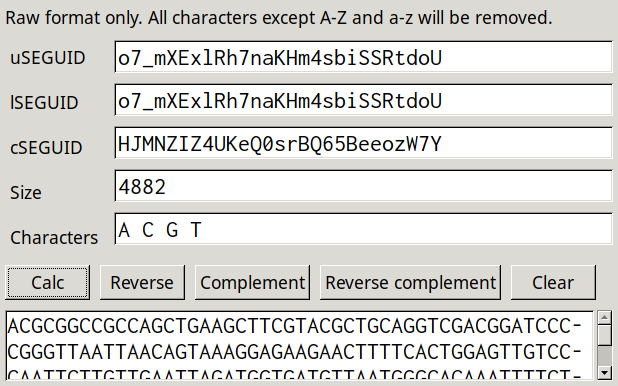 Raw format only. All characters except A-Z and a-z will be removed.
uSEGUID o7_mXExlRh7naKHm4sbiSSRtdoU
lSEGUID o7_mXExlRh7naKHm4sbiSSRtdoU
cSEGUID HJMNZIZ4UKeQ0srBQ65BeeozW7Y
Size 4882
Characters A C G T
Calc Reverse Complement Reverse complement Clear
ACGCGGCCGCCAGCTGAAGCTTCGTACGCTGCAGGTCGACGGATCCC-
CGGGTTAATTAACAGTAAAGGAGAAGAACTTTTCACTGGAGTTGTCC-
CAATTCTTGTTGAATTAGATGGTGATGTTAATGGGCACAAATTTTCT-